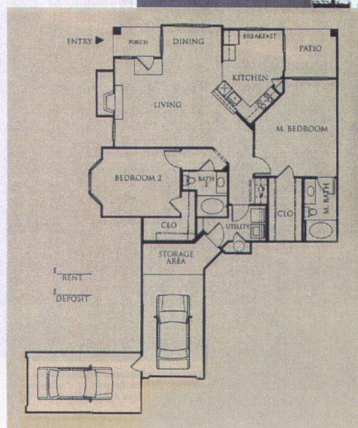 ENTRY
PORCH
DINING
BREAKFAST
PATIO
KITCHEN
LIVING
M. BEDROOM
BEDROOM 2
BATH
2
CLO
CLO
M. BATH
UTILITY
STORAGE
AREA
$
RENT
$
DEPOSIT